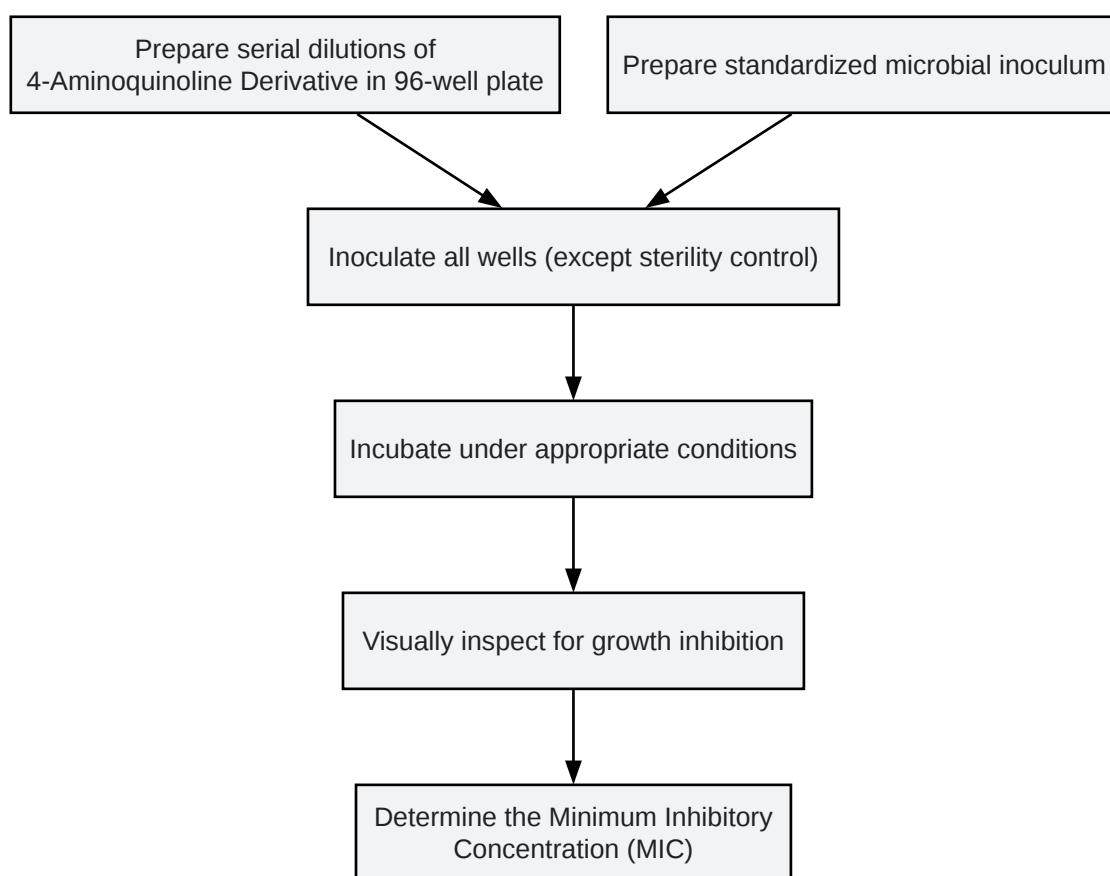 Prepare serial dilutions of
4-Aminoquinoline Derivative in 96-well plate
Prepare standardized microbial inoculum
Inoculate all wells (except sterility control)
Incubate under appropriate conditions
Visually inspect for growth inhibition
Determine the Minimum Inhibitory
Concentration (MIC)